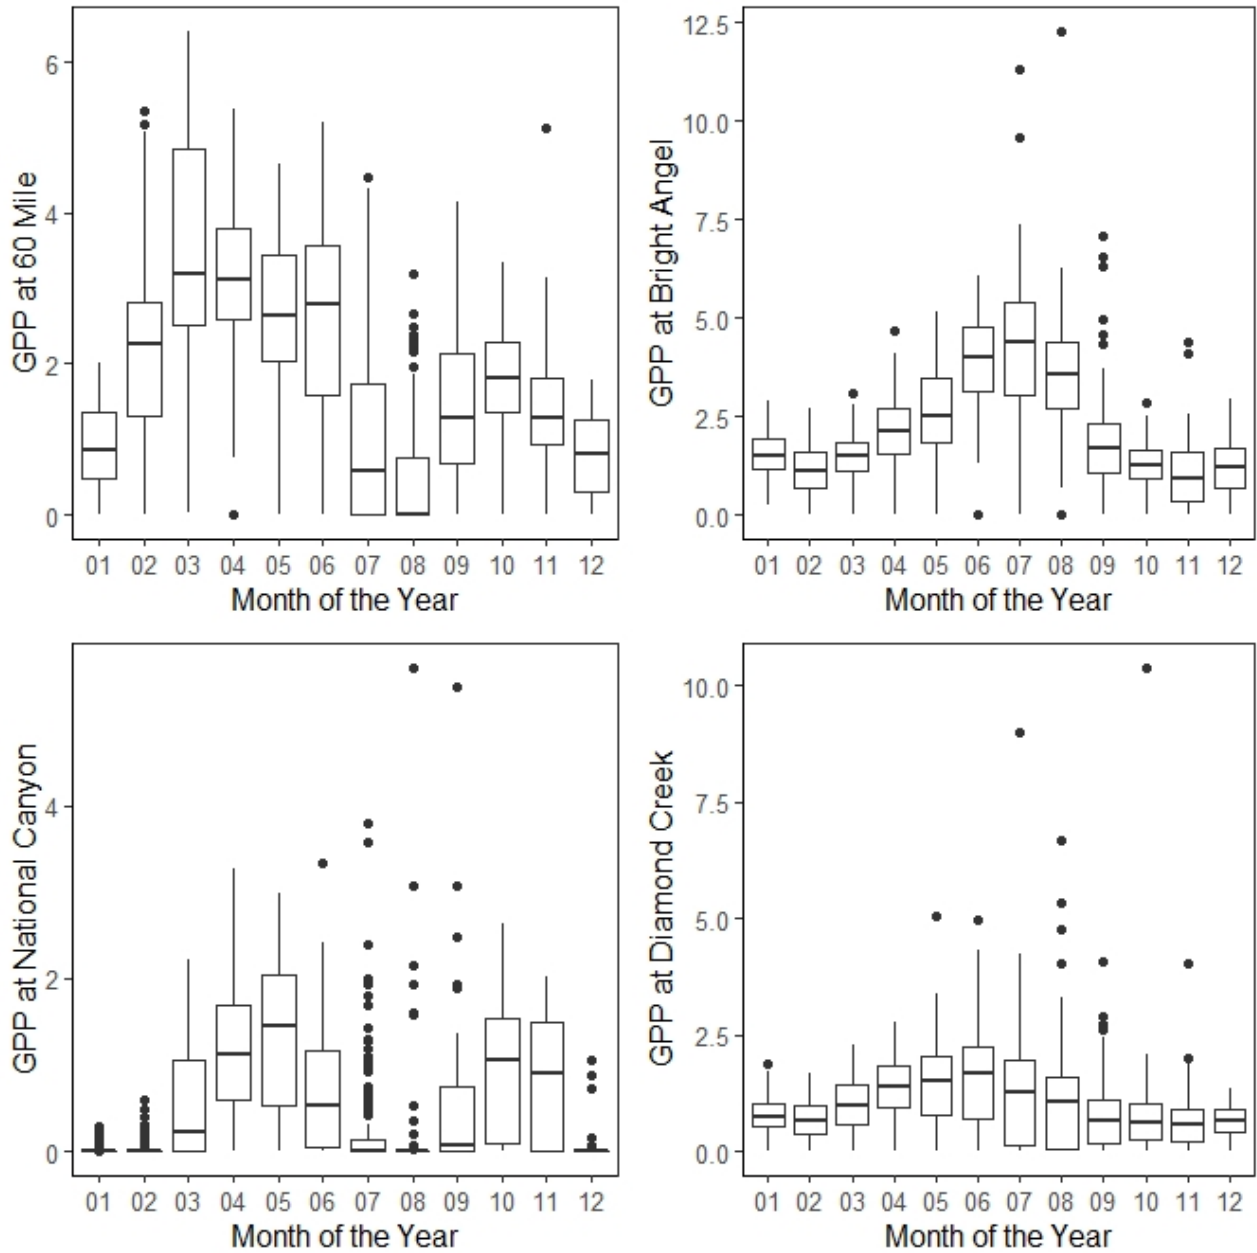 GPP at 60 Mile
6
4
2
0
01 02 03 04 05 06 07 08 09 10 11 12
Month of the Year
GPP at Bright Angel
12.5
10.0
7.5
5.0
2.5
0.0
01 02 03 04 05 06 07 08 09 10 11 12
Month of the Year
GPP at National Canyon
4
2
0
01 02 03 04 05 06 07 08 09 10 11 12
Month of the Year
GPP at Diamond Creek
10.0
7.5
5.0
2.5
0.0
01 02 03 04 05 06 07 08 09 10 11 12
Month of the Year